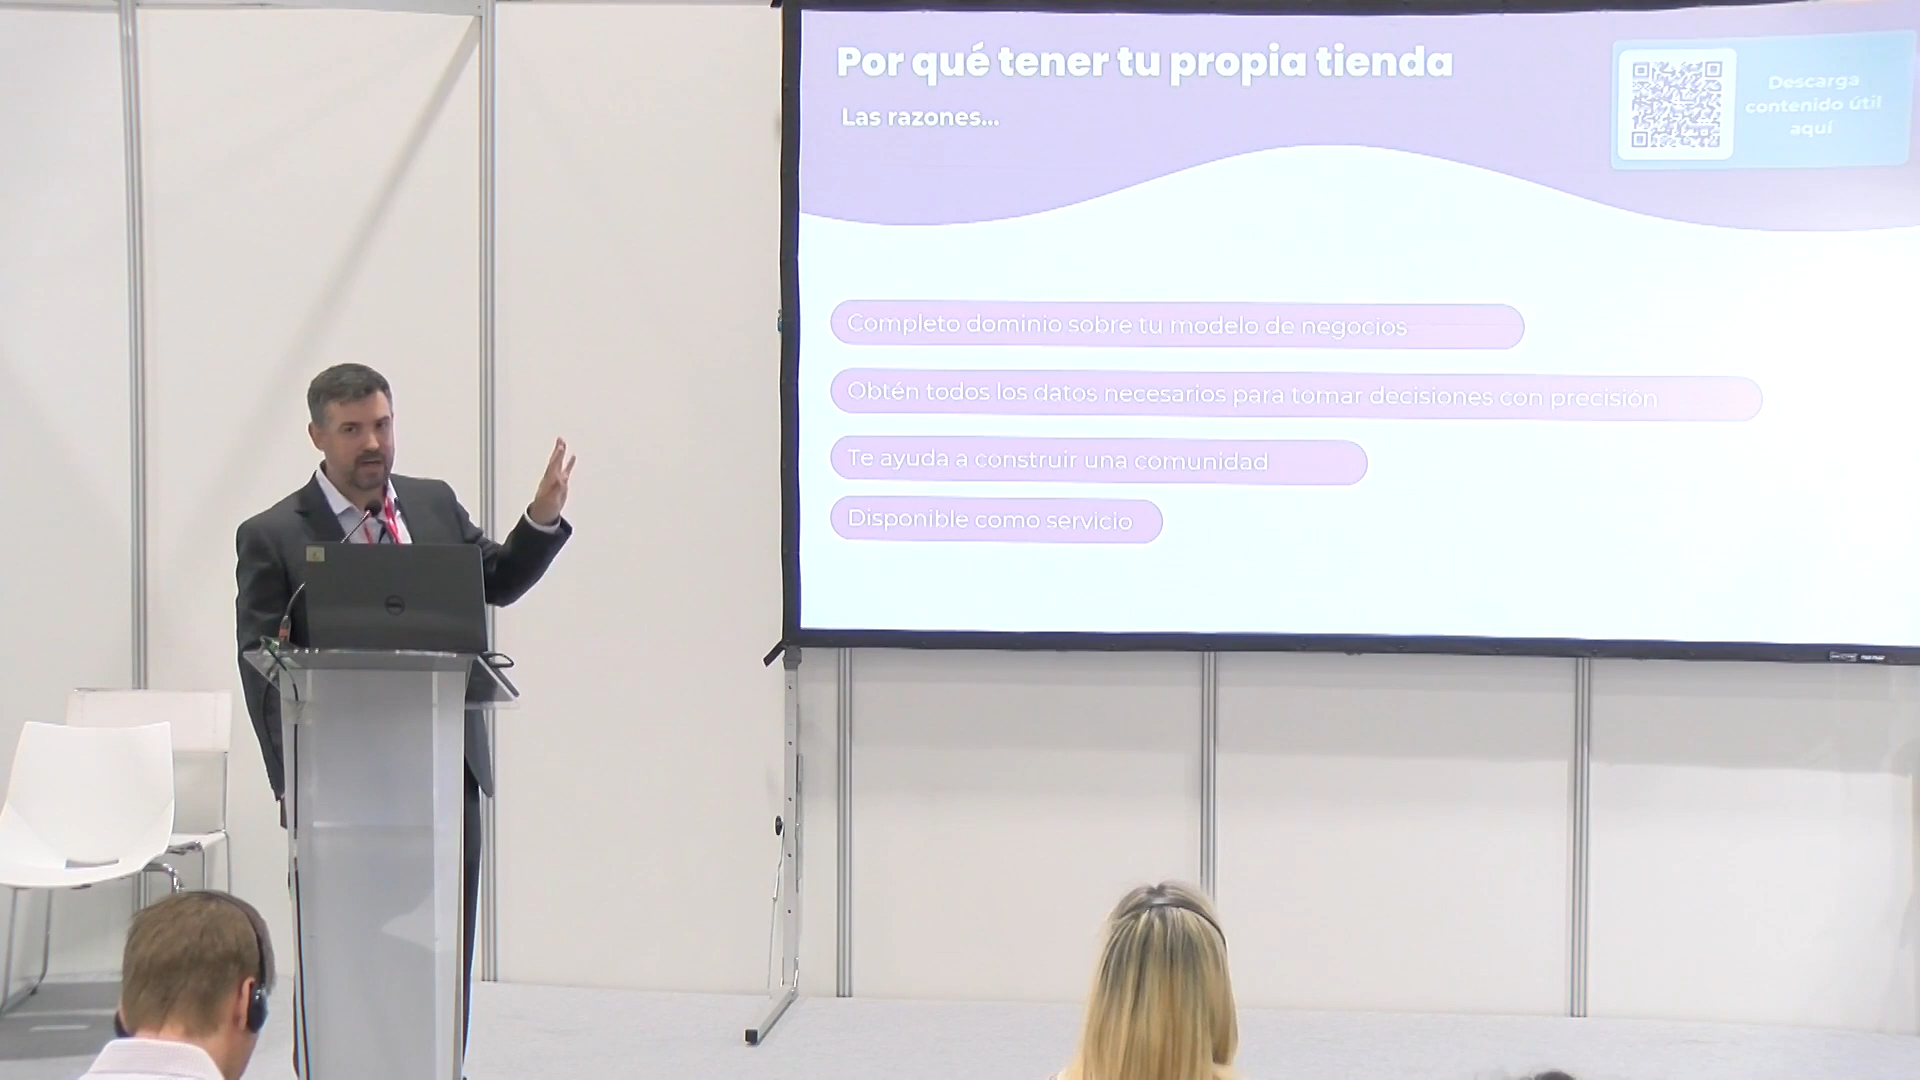 Por qué tener tu propia tienda
Las razones...
Descarga
contenido útil
aquí
Completo dominio sobre tu modelo de negocios
Obtén todos los datos necesarios para tomar decisiones con precisión
Te ayuda a construir una comunidad
Disponible como servicio
DELL